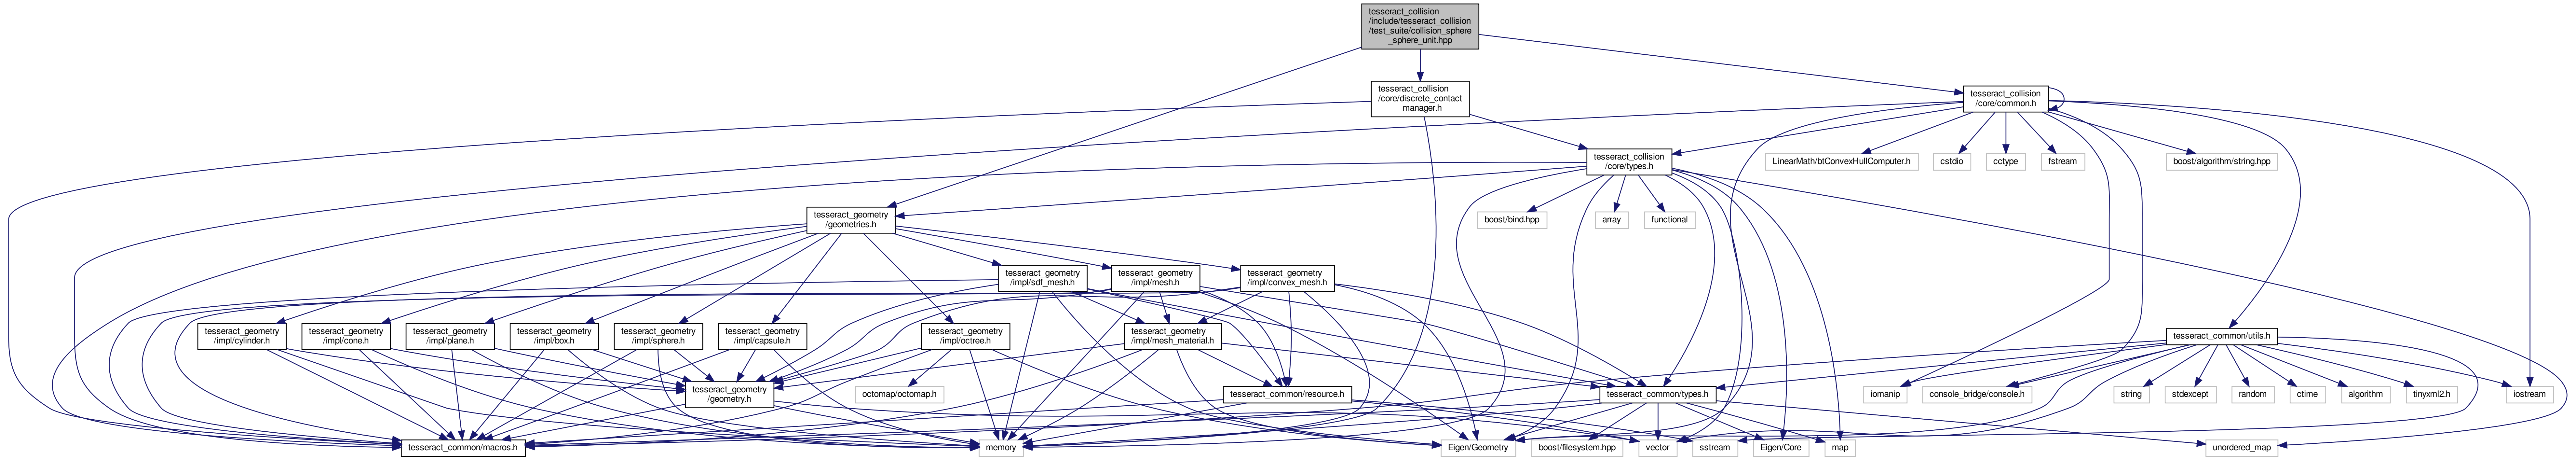 tesseract_collision
/include/tesseract_collision
/test_suite/collision_sphere
_sphere_unit.hpp
tesseract_collision
/core/discrete_contact
_manager.h
tesseract_collision
/core/common.h
tesseract_collision
/core/types.h
LinearMath/btConvexHullComputer.h
cstdio
cctype
fstream
boost/algorithm/string.hpp
tesseract_geometry
/geometries.h
boost/bind.hpp
array
functional
tesseract_geometry
/impl/sdf_mesh.h
tesseract_geometry
/impl/mesh.h
tesseract_geometry
/impl/convex_mesh.h
tesseract_geometry
/impl/cylinder.h
tesseract_geometry
/impl/cone.h
tesseract_geometry
/impl/plane.h
tesseract_geometry
/impl/box.h
tesseract_geometry
/impl/sphere.h
tesseract_geometry
/impl/capsule.h
tesseract_geometry
/impl/octree.h
tesseract_geometry
/impl/mesh_material.h
tesseract_common/utils.h
tesseract_geometry
/geometry.h
octomap/octomap.h
tesseract_common/resource.h
tesseract_common/types.h
iomanip
console_bridge/console.h
string
stdexcept
random
ctime
algorithm
tinyxml2.h
iostream
tesseract_common/macros.h
memory
Eigen/Geometry
boost/filesystem.hpp
vector
sstream
Eigen/Core
map
unordered_map